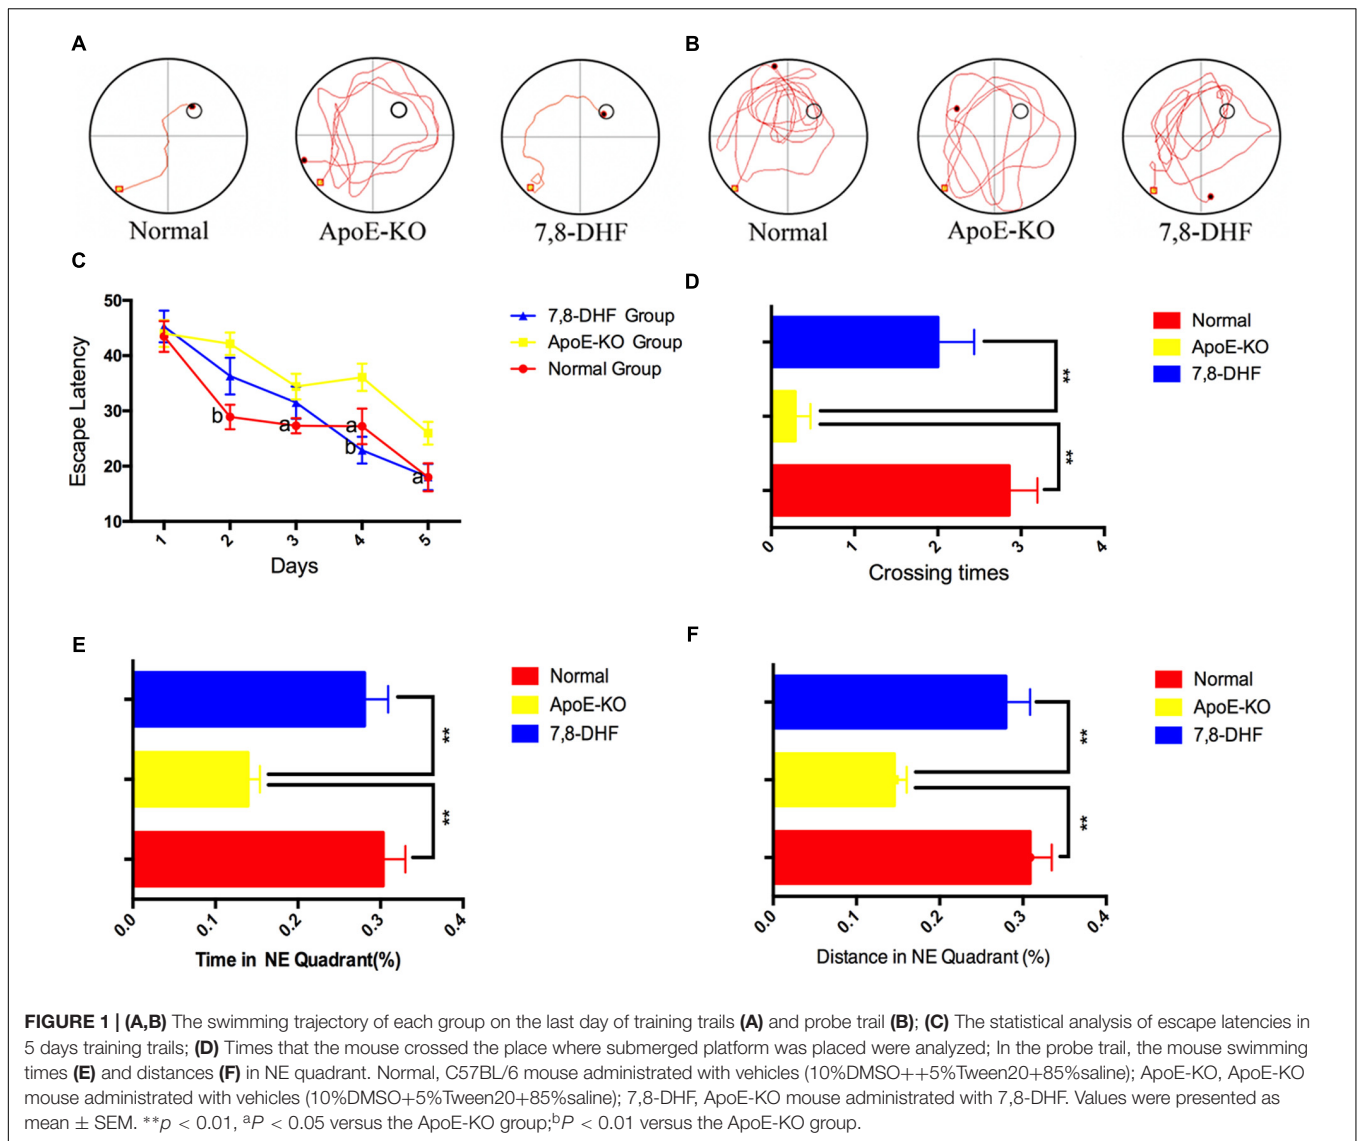 A
B
Normal
ApoE-KO
7,8-DHF
Normal
ApoE-KO
7,8-DHF
C
50
40
30
20
10
Escape Latency
1
2
3
4
5
Days
b
a
a
b
a
7,8-DHF Group
ApoE-KO Group
Normal Group
D
**
**
0
1
2
3
4
Crossing times
Normal
ApoE-KO
7,8-DHF
E
**
**
0.0
0.1
0.2
0.3
0.4
Time in NE Quadrant(%)
Normal
ApoE-KO
7,8-DHF
F
**
**
0.0
0.1
0.2
0.3
0.4
Distance in NE Quadrant (%)
Normal
ApoE-KO
7,8-DHF
FIGURE 1 | (A,B) The swimming trajectory of each group on the last day of training trails (A) and probe trail (B); (C) The statistical analysis of escape latencies in
5 days training trails; (D) Times that the mouse crossed the place where submerged platform was placed were analyzed; In the probe trail, the mouse swimming
times (E) and distances (F) in NE quadrant. Normal, C57BL/6 mouse administrated with vehicles (10%DMSO++5%Tween20+85%saline); ApoE-KO, ApoE-KO
mouse administrated with vehicles (10%DMSO+5%Tween20+85%saline); 7,8-DHF, ApoE-KO mouse administrated with 7,8-DHF. Values were presented as
mean ± SEM. **p < 0.01, aP < 0.05 versus the ApoE-KO group;bP < 0.01 versus the ApoE-KO group.